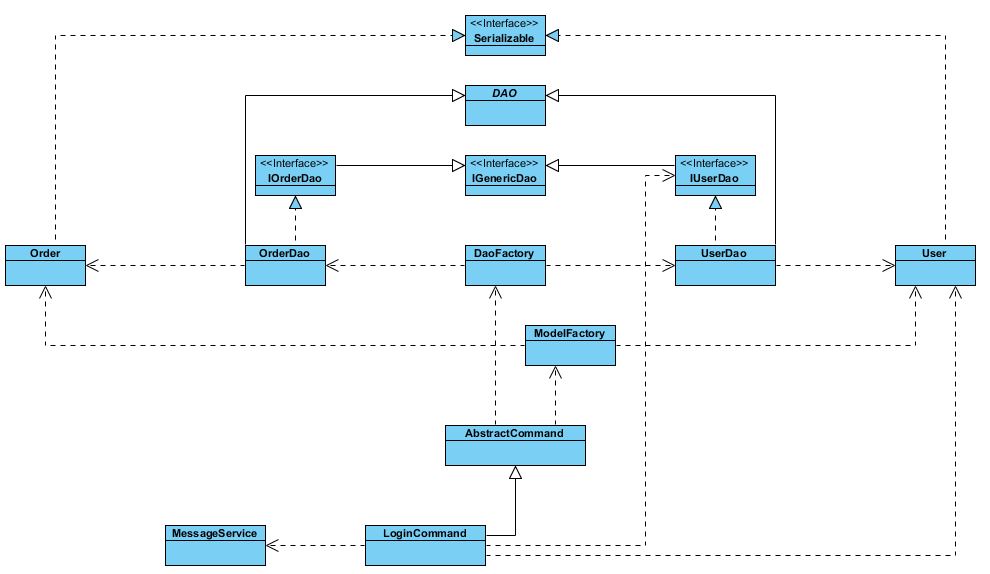 <<Interface>>
Serializable
DAO
<<Interface>>
IOrderDao
<<Interface>>
IGenericDao
<<Interface>>
IUserDao
Order
OrderDao
DaoFactory
UserDao
User
ModelFactory
AbstractCommand
MessageService
LoginCommand